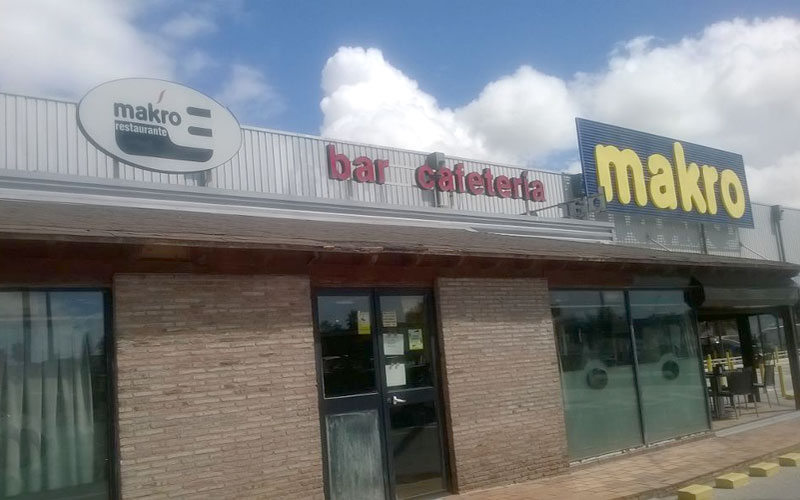 makro
restaurante
bar cafetería
makro